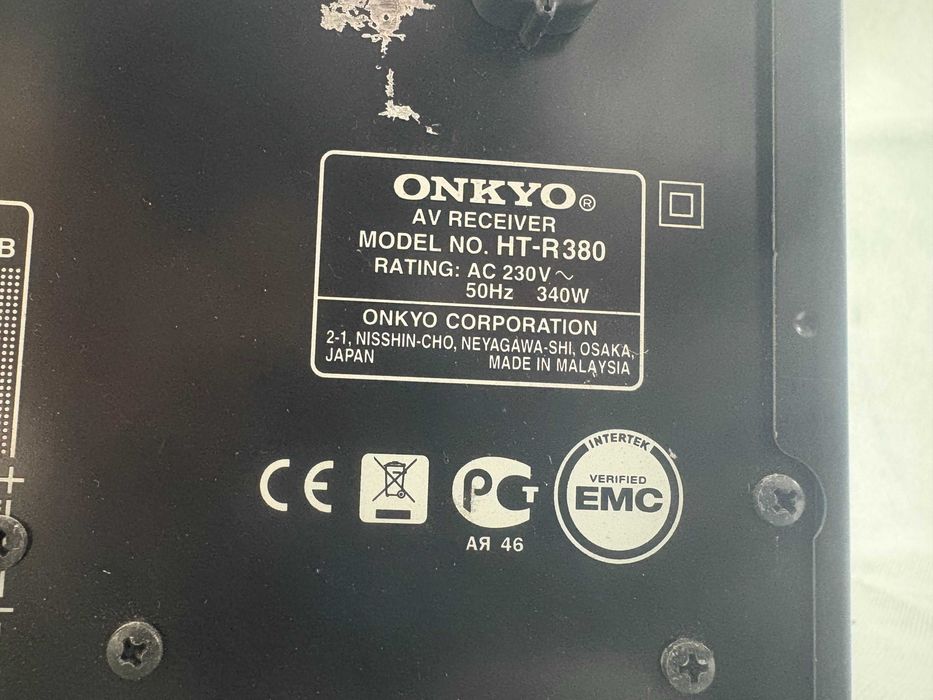 B
ONKYO®
AV RECEIVER
MODEL NO. HT-R380
RATING: AC 230V ~
50Hz 340W
ONKYO CORPORATION
2-1, NISSHIN-CHO, NEYAGAWA-SHI, OSAKA,
JAPAN MADE IN MALAYSIA
CE
РСТ
АЯ 46
INTERTEK
VERIFIED
EMC
+
–